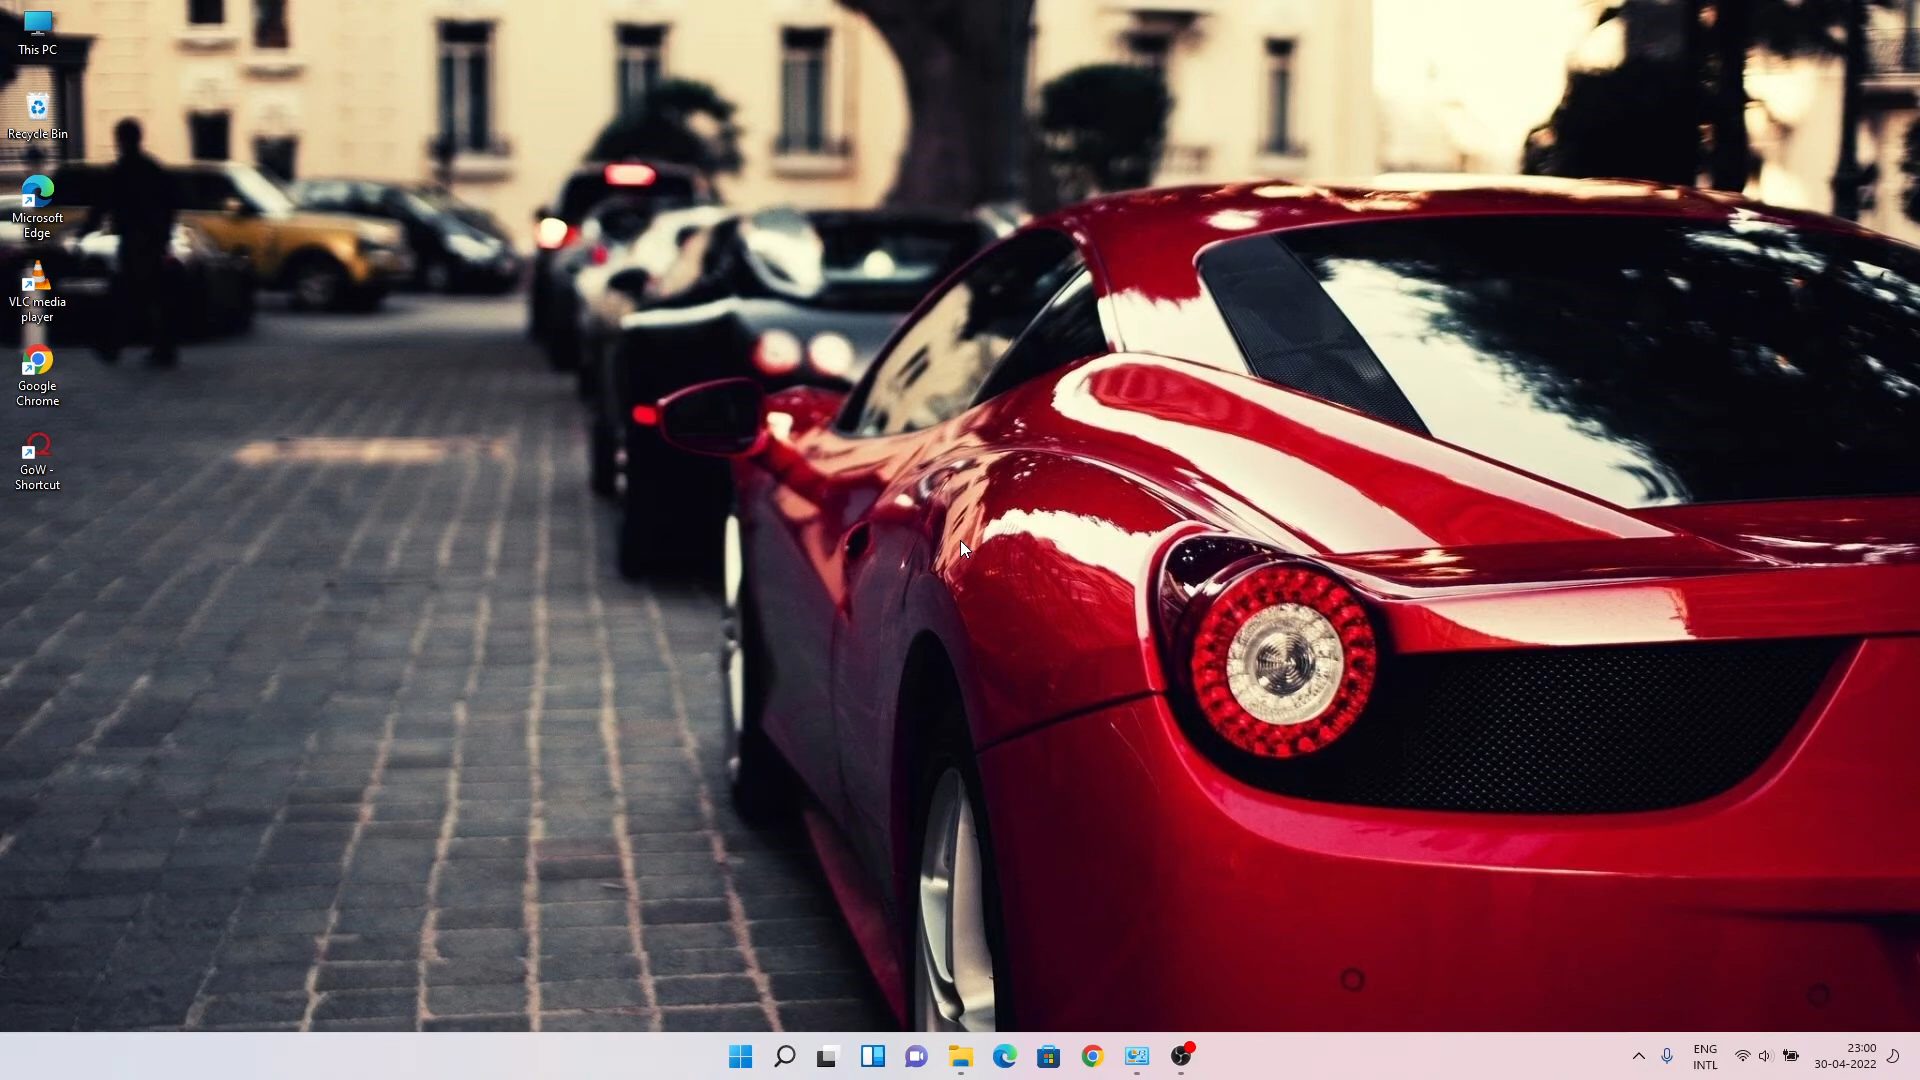 This PC
Recycle Bin
Microsoft
Edge
VLC media
player
Google
Chrome
GoW -
Shortcut
ENG
INTL
23:00
30-04-2022